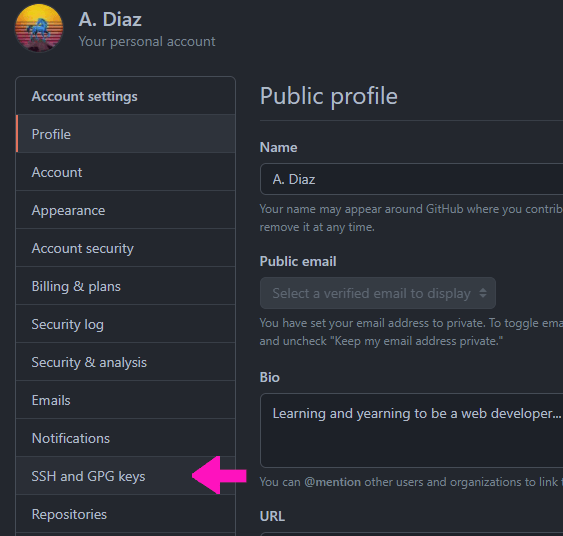 A. Diaz
Your personal account
Account settings
Profile
Account
Appearance
Account security
Billing & plans
Security log
Security & analysis
Emails
Notifications
SSH and GPG keys
Repositories
Public profile
Name
A. Diaz
Your name may appear around GitHub where you contrib
remove it at any time.
Public email
Select a verified email to display
You have set your email address to private. To toggle ema
and uncheck "Keep my email address private."
Bio
Learning and yearning to be a web developer...
You can @mention other users and organizations to link t
URL